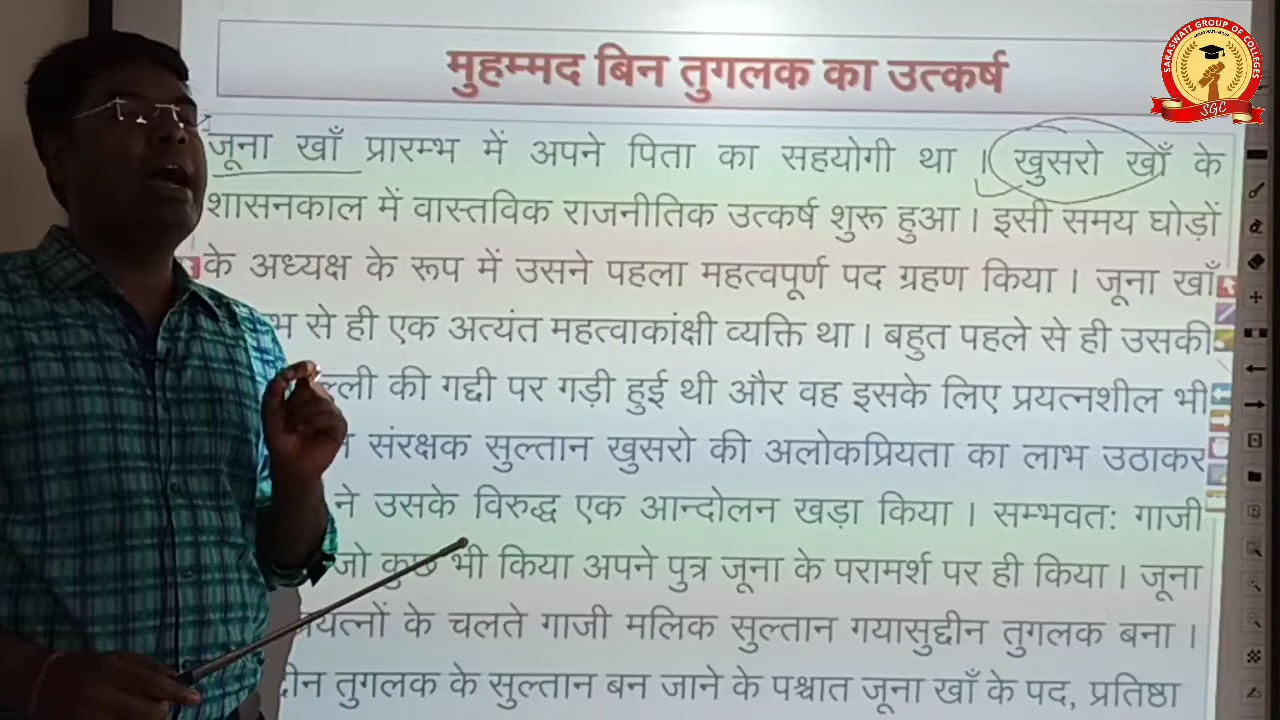 SARASWATI GROUP OF COLLEGES
SGC
मुहम्मद बिन तुगलक का उत्कर्ष
जूना खाँ प्रारम्भ में अपने पिता का सहयोगी था । खुसरो खाँ के
शासनकाल में वास्तविक राजनीतिक उत्कर्ष शुरू हुआ । इसी समय घोड़ों
के अध्यक्ष के रूप में उसने पहला महत्वपूर्ण पद ग्रहण किया । जूना खाँ
से ही एक अत्यंत महत्वाकांक्षी व्यक्ति था । बहुत पहले से ही उसकी
की गद्दी पर गड़ी हुई थी और वह इसके लिए प्रयत्नशील भी
संरक्षक सुल्तान खुसरो की अलोकप्रियता का लाभ उठाकर
ने उसके विरुद्ध एक आन्दोलन खड़ा किया । सम्भवत: गाजी
जो कुछ भी किया अपने पुत्र जूना के परामर्श पर ही किया । जूना
के चलते गाजी मलिक सुल्तान गयासुद्दीन तुगलक बना ।
तुगलक के सुल्तान बन जाने के पश्चात जूना खाँ के पद, प्रतिष्ठा